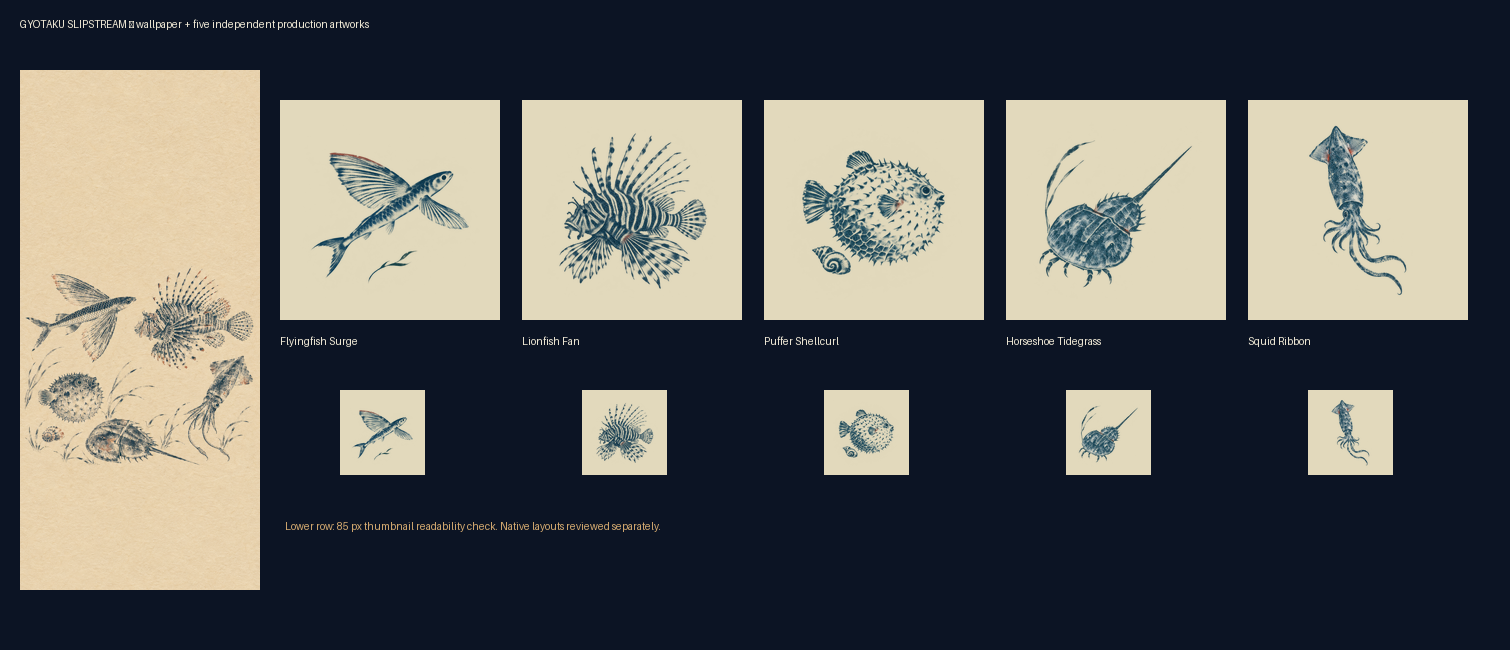 GYOTAKU SLIPSTREAM ▯ wallpaper + five independent production artworks
Flyingfish Surge
Lionfish Fan
Puffer Shellcurl
Horseshoe Tidegrass
Squid Ribbon
Lower row: 85 px thumbnail readability check. Native layouts reviewed separately.